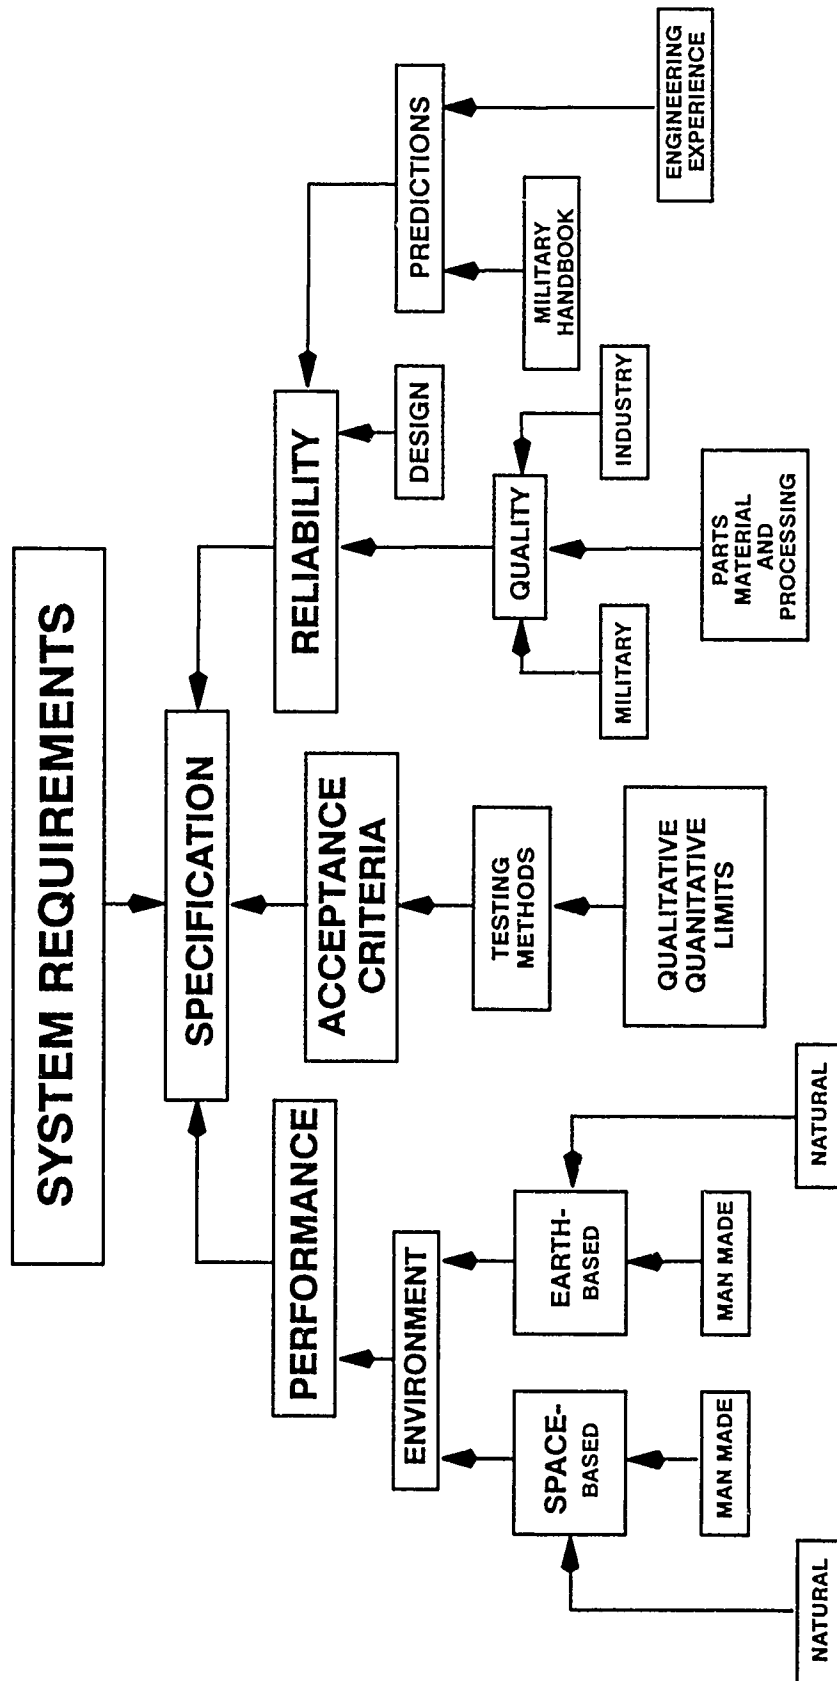 SYSTEM REQUIREMENTS
SPECIFICATION
PERFORMANCE
ACCEPTANCE
CRITERIA
RELIABILITY
ENVIRONMENT
TESTING
METHODS
DESIGN
PREDICTIONS
SPACE-
BASED
EARTH-
BASED
QUALITATIVE
QUANITATIVE
LIMITS
QUALITY
MILITARY
HANDBOOK
MILITARY
INDUSTRY
ENGINEERING
EXPERIENCE
NATURAL
MAN MADE
MAN MADE
NATURAL
PARTS
MATERIAL
AND
PROCESSING